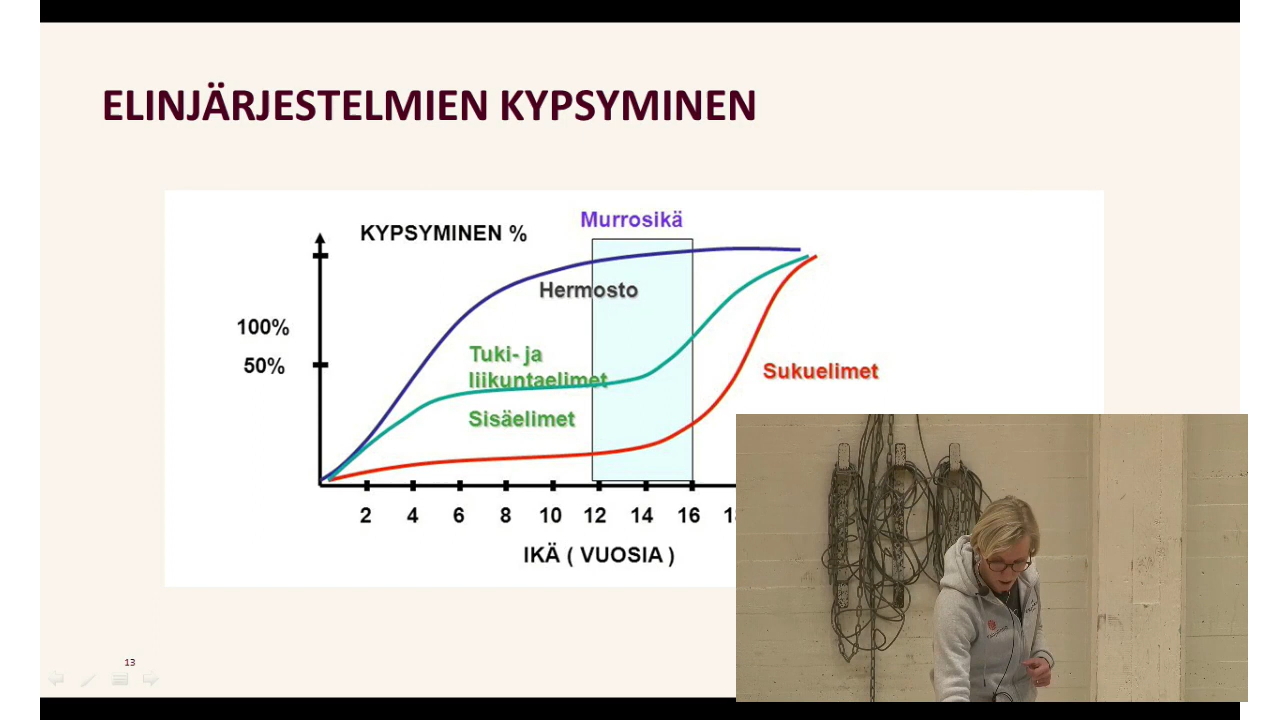 ELINJÄRJESTELMIEN KYPSYMINEN
Murrosikä
KYPSYMINEN %
Hermosto
100%
50%
Tuki- ja
liikuntaelimet
Sisäelimet
Sukuelimet
2 4 6 8 10 12 14 16
IKÄ ( VUOSIA )
13